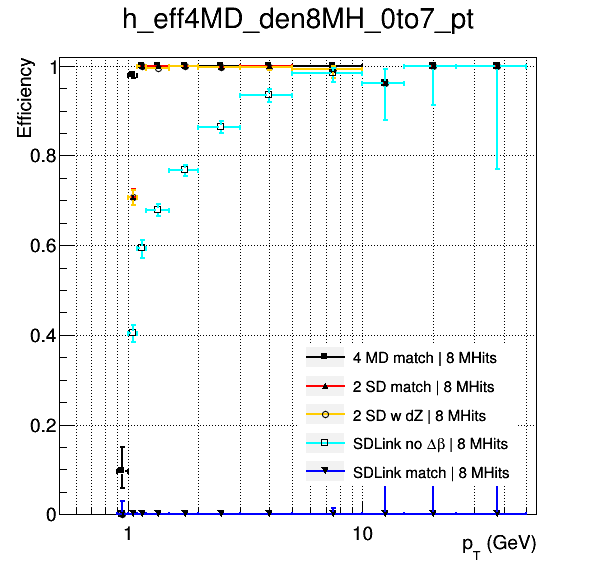 h_eff4MD_den8MH_0to7_pt
Efficiency
1
0.8
0.6
0.4
0.2
0
4 MD match | 8 MHits
2 SD match | 8 MHits
2 SD w dZ | 8 MHits
SDLink no Δβ | 8 MHits
SDLink match | 8 MHits
1
10
p_T (GeV)